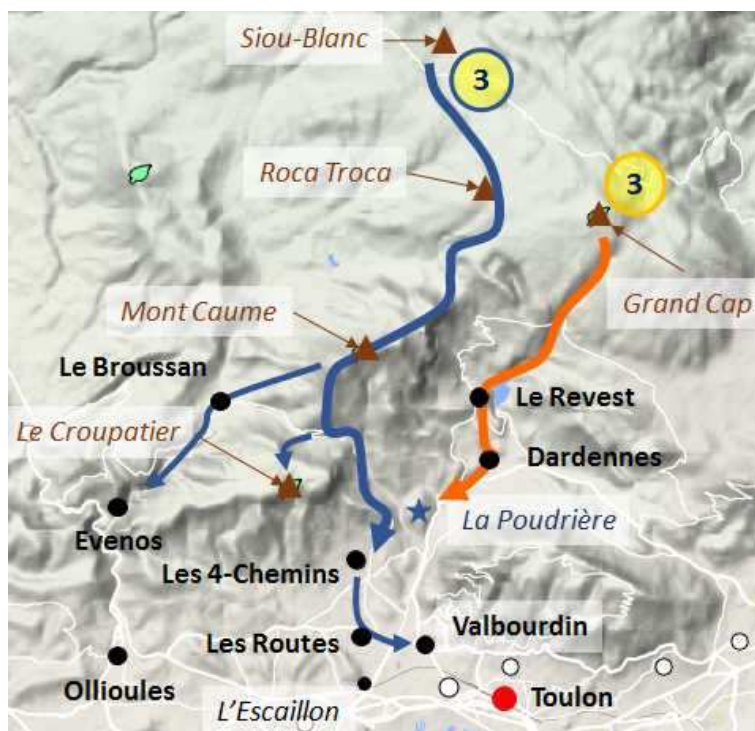 Siou-Blanc
3
Roca Troca
3
Grand Cap
Mont Caume
Le Broussan
Le Revest
Le Croupatier
Dardennes
La Poudrière
Evenos
Les 4-Chemins
Les Routes
Valbourdin
Ollioules
L'Escaillon
Toulon